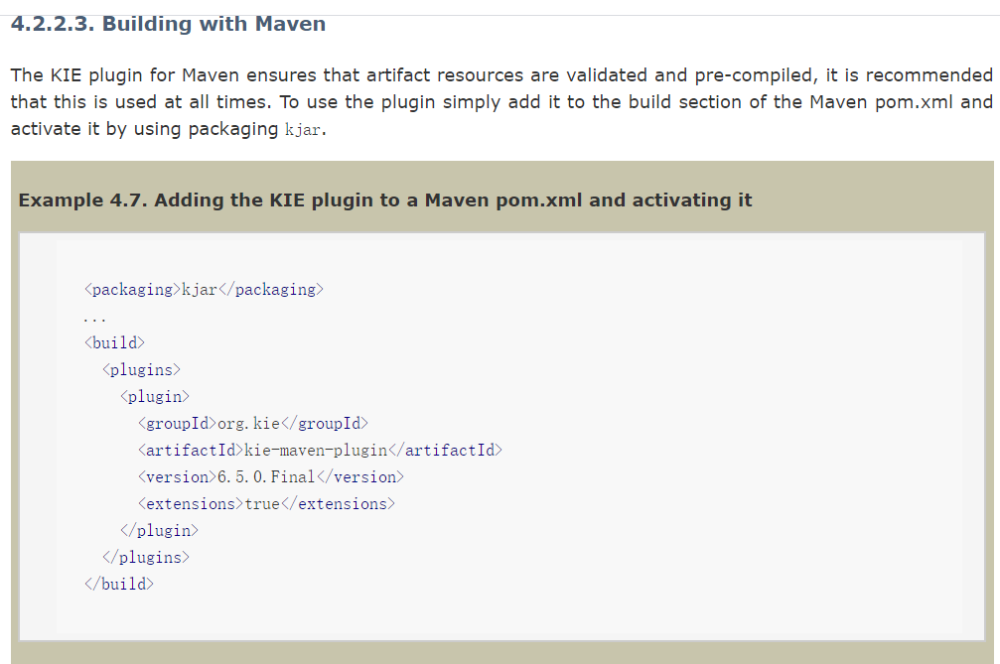 4.2.2.3. Building with Maven
The KIE plugin for Maven ensures that artifact resources are validated and pre-compiled, it is recommended
that this is used at all times. To use the plugin simply add it to the build section of the Maven pom.xml and
activate it by using packaging kjar.
Example 4.7. Adding the KIE plugin to a Maven pom.xml and activating it
<packaging>kjar</packaging>
...
<build>
  <plugins>
    <plugin>
      <groupId>org.kie</groupId>
      <artifactId>kie-maven-plugin</artifactId>
      <version>6.5.0.Final</version>
      <extensions>true</extensions>
    </plugin>
  </plugins>
</build>